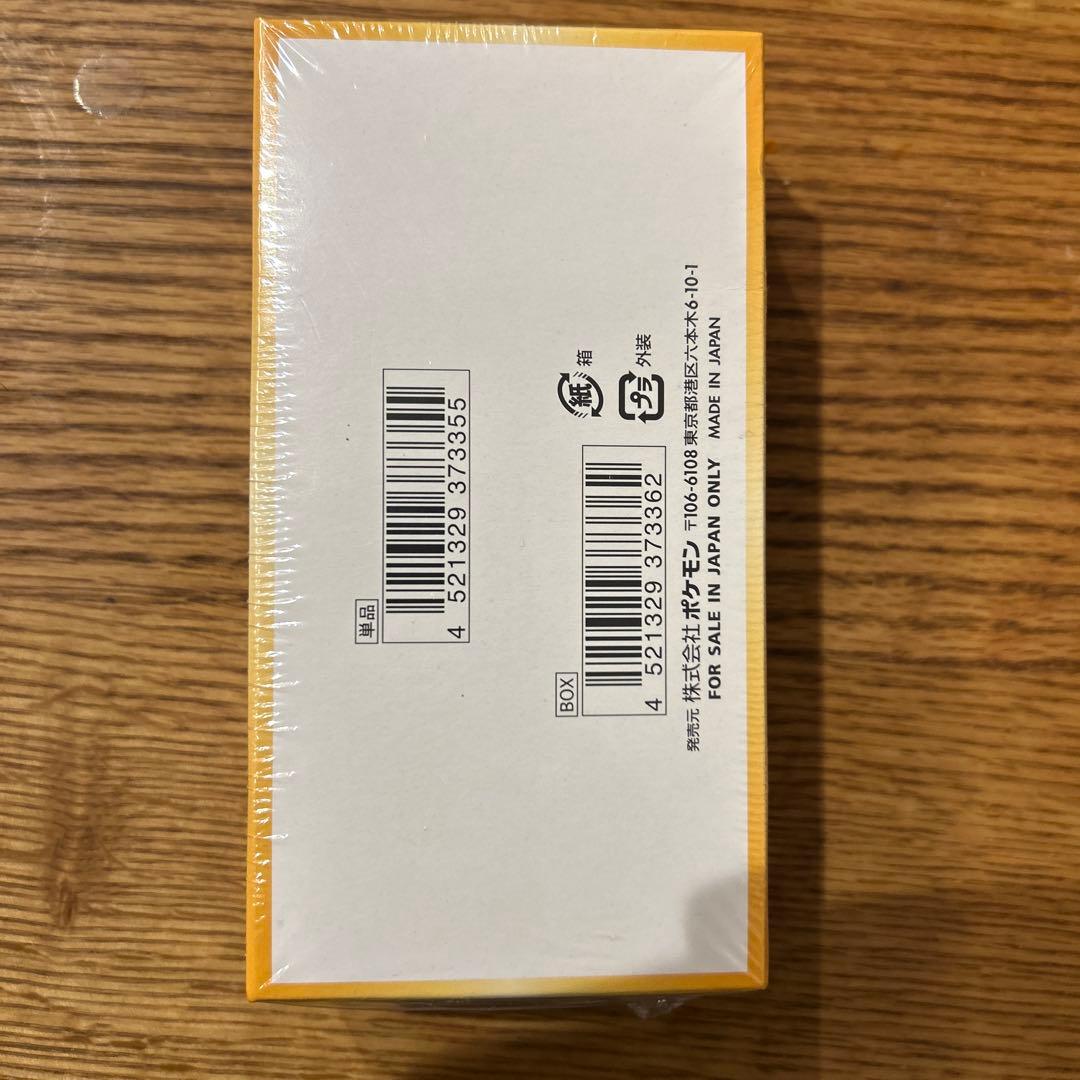 単品
4 521329 373355
BOX
4 521329 373362
紙 箱
プラ 外装
発売元 株式会社ポケモン 〒106-6108 東京都港区六本木6-10-1
FOR SALE IN JAPAN ONLY MADE IN JAPAN